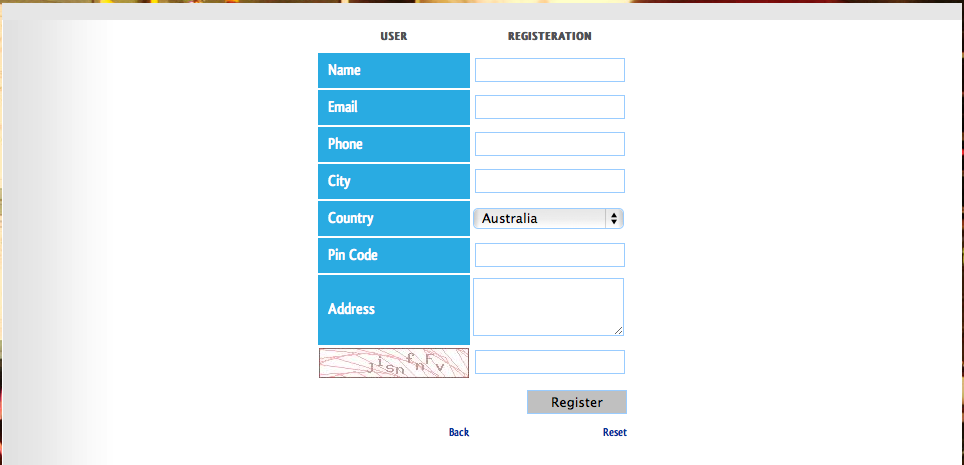 USER REGISTERATION
Name
Email
Phone
City
Country Australia
Pin Code
Address
Register
Back Reset